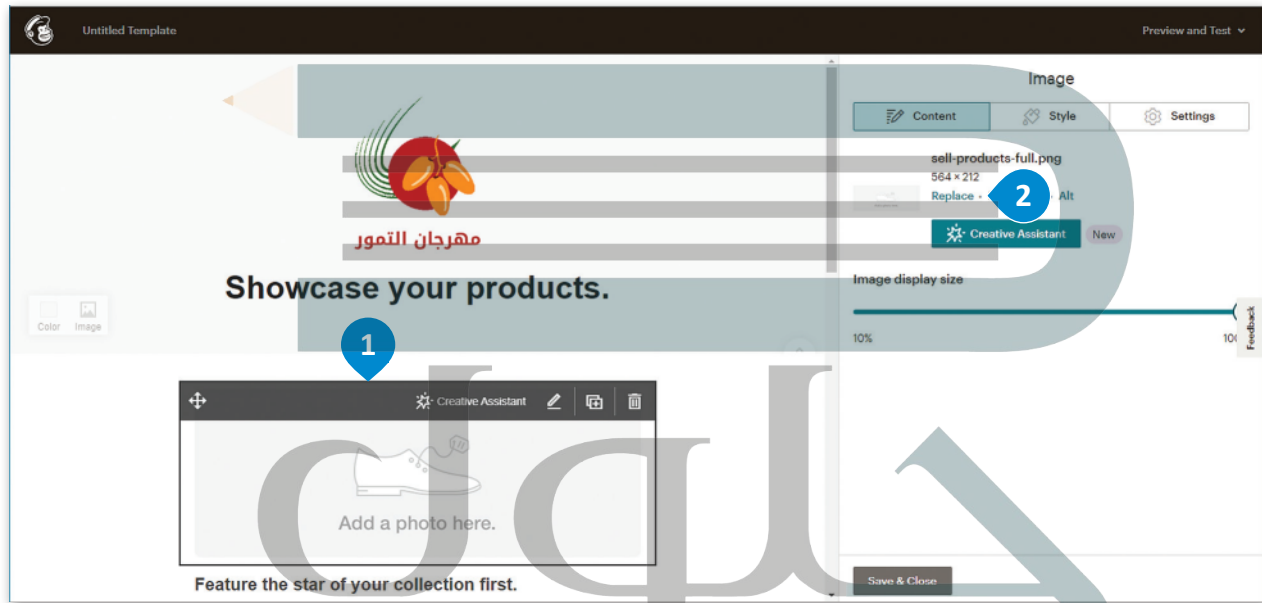 Untitled Template
Preview and Test
مهرجان التمور
Showcase your products.
Color
Image
1
Creative Assistant
Add a photo here.
Feature the star of your collection first.
Image
Content
Style
Settings
sell-products-full.png
564 × 212
Replace
2
Alt
Creative Assistant
New
Image display size
10%
Feedback
Save & Close
حلول